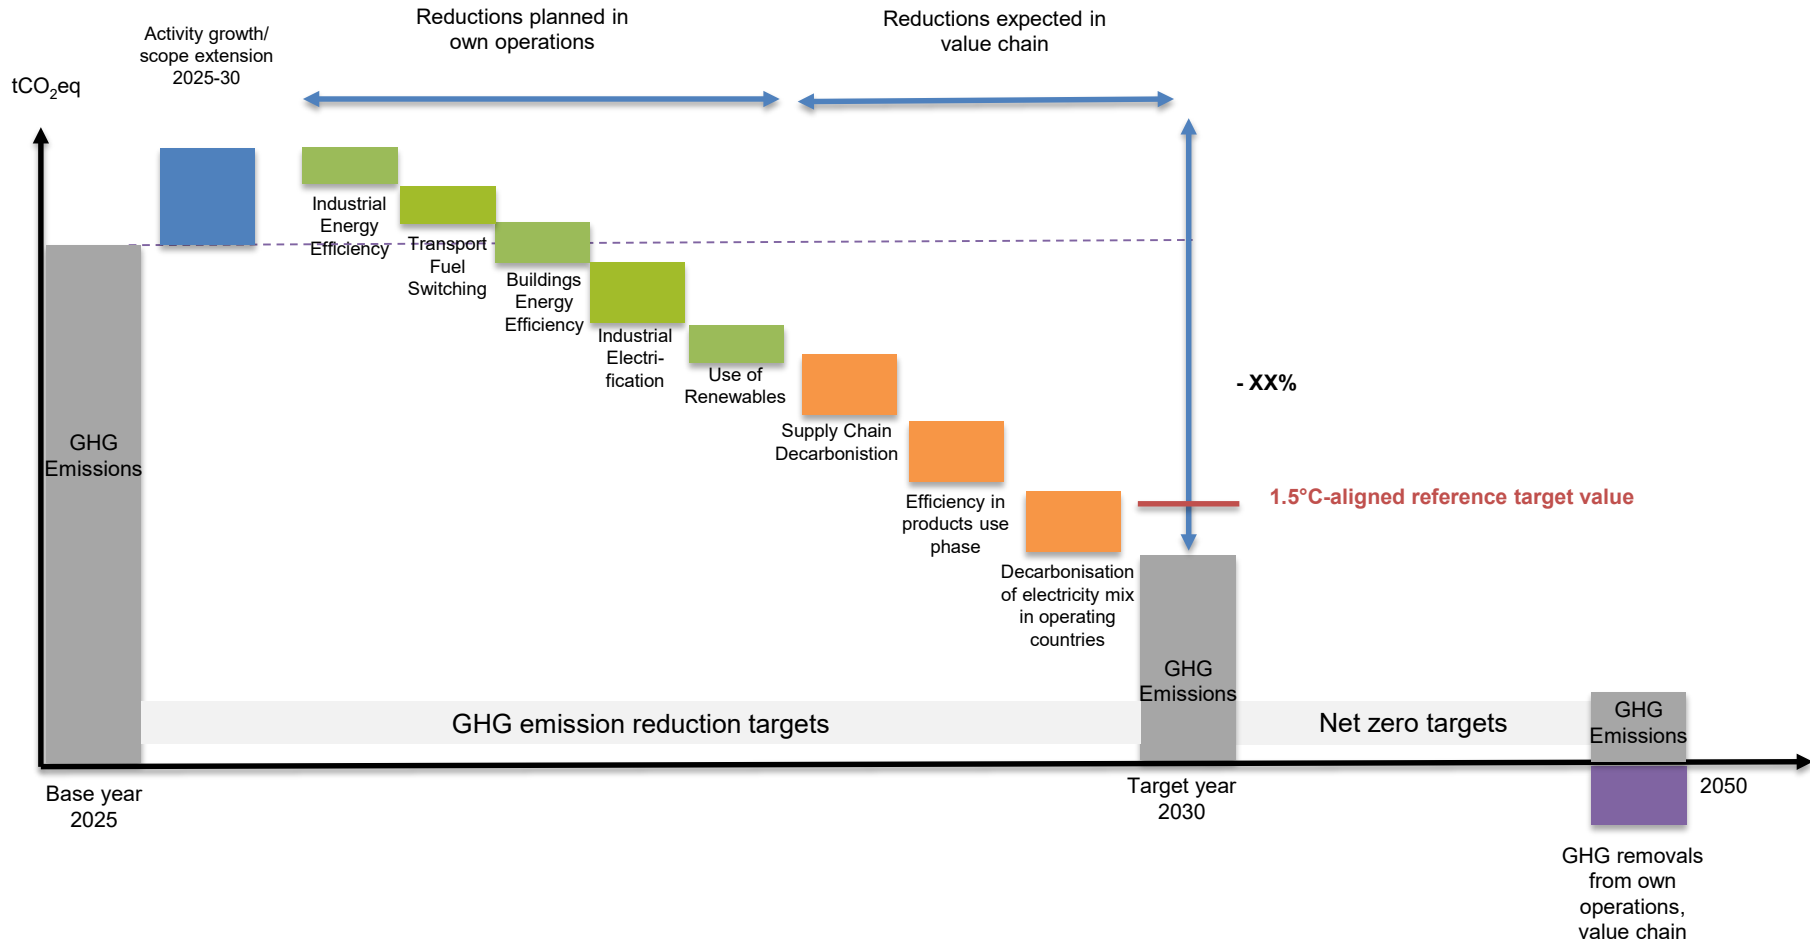 Reductions planned in
own operations
Reductions expected in
value chain
Activity growth/
scope extension
2025-30
tCO₂eq
Industrial
Energy
Efficiency
Transport
Fuel
Switching
Buildings
Energy
Efficiency
Industrial
Electri-
fication
Use of
Renewables
Supply Chain
Decarbonistion
Efficiency in
products use
phase
Decarbonisation
of electricity mix
in operating
countries
- XX%
1.5°C-aligned reference target value
GHG
Emissions
GHG
Emissions
GHG
Emissions
GHG emission reduction targets
Net zero targets
Base year
2025
Target year
2030
2050
GHG removals
from own
operations,
value chain